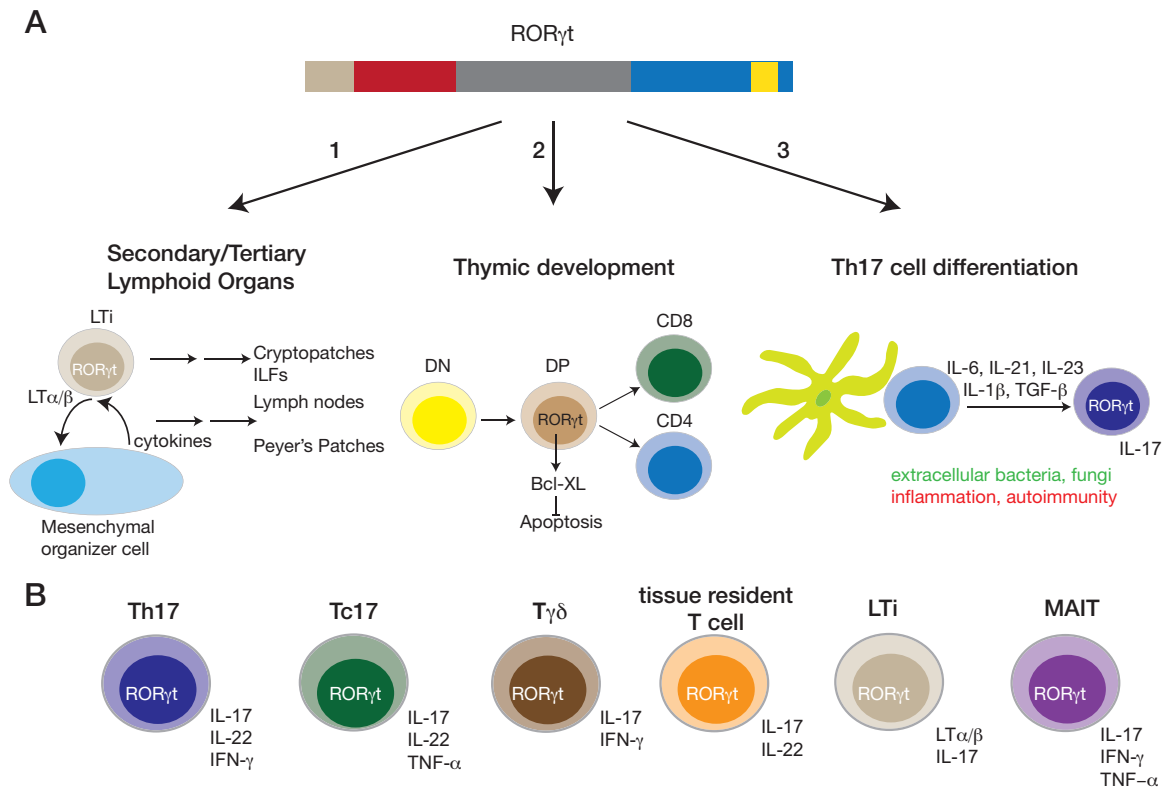 A
RORγt
1
2
3
Secondary/Tertiary
Lymphoid Organs
LTi
RORγt
LTα/β
cytokines
Mesenchymal
organizer cell
Cryptopatches
ILFs
Lymph nodes
Peyer's Patches
Thymic development
DN
DP
RORγt
Bcl-XL
Apoptosis
CD8
CD4
Th17 cell differentiation
IL-6, IL-21, IL-23
IL-1β, TGF-β
RORγt
IL-17
extracellular bacteria, fungi
inflammation, autoimmunity
B
Th17
RORγt
IL-17
IL-22
IFN-γ
Tc17
RORγt
IL-17
IL-22
TNF-α
Tγδ
RORγt
IL-17
IFN-γ
tissue resident
T cell
RORγt
IL-17
IL-22
LTi
RORγt
LTα/β
IL-17
MAIT
RORγt
IL-17
IFN-γ
TNF–α